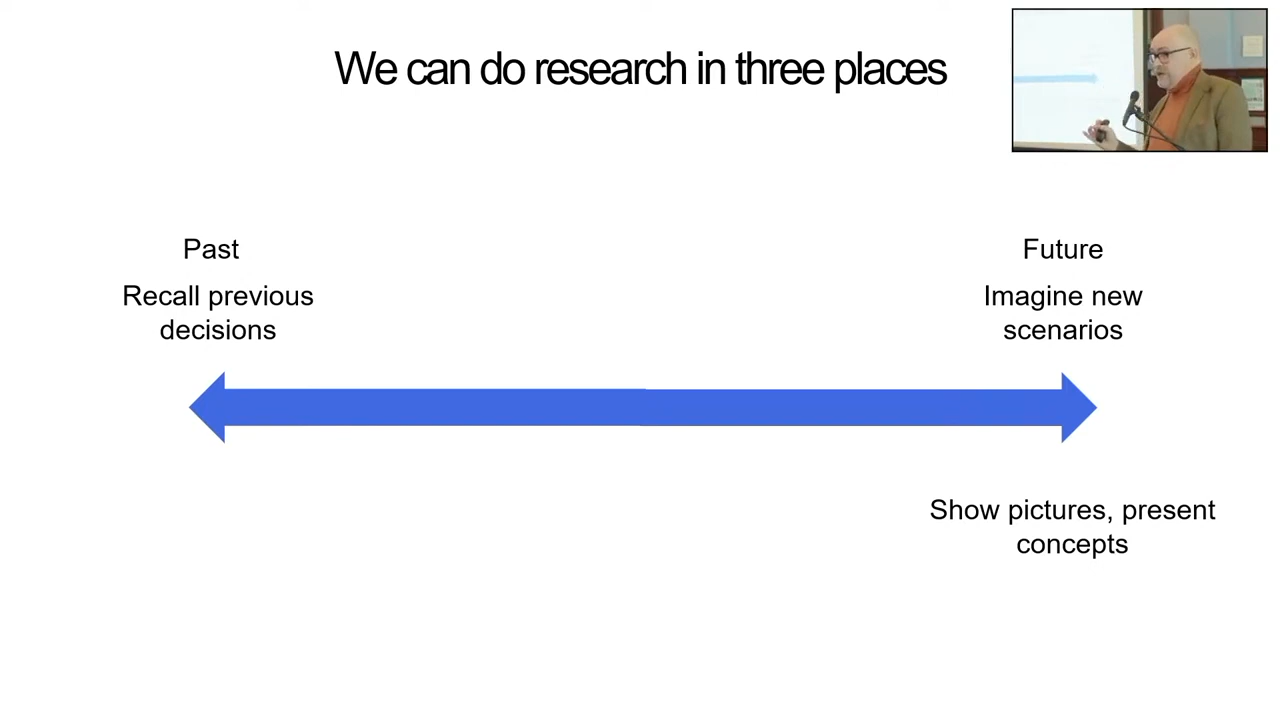 We can do research in three places
Past
Recall previous
decisions
Future
Imagine new
scenarios
Show pictures, present
concepts